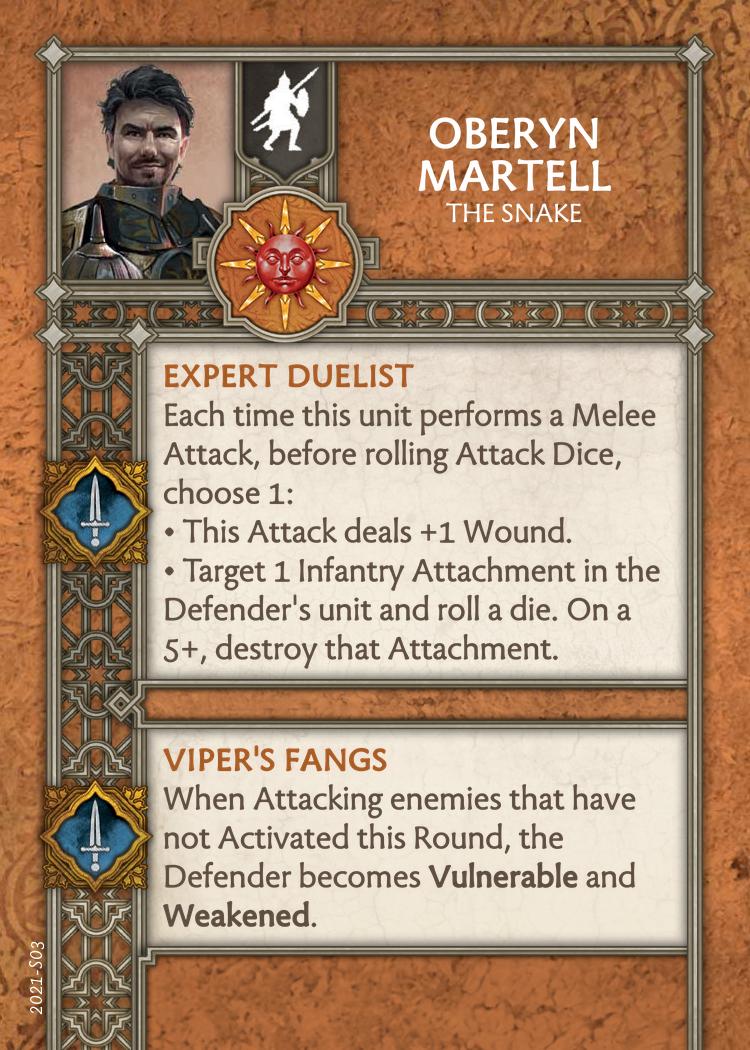 OBERYN
MARTELL
THE SNAKE
EXPERT DUELIST
Each time this unit performs a Melee
Attack, before rolling Attack Dice,
choose 1:
• This Attack deals +1 Wound.
• Target 1 Infantry Attachment in the
Defender's unit and roll a die. On a
5+, destroy that Attachment.
VIPER'S FANGS
When Attacking enemies that have
not Activated this Round, the
Defender becomes Vulnerable and
Weakened.
2021-S03